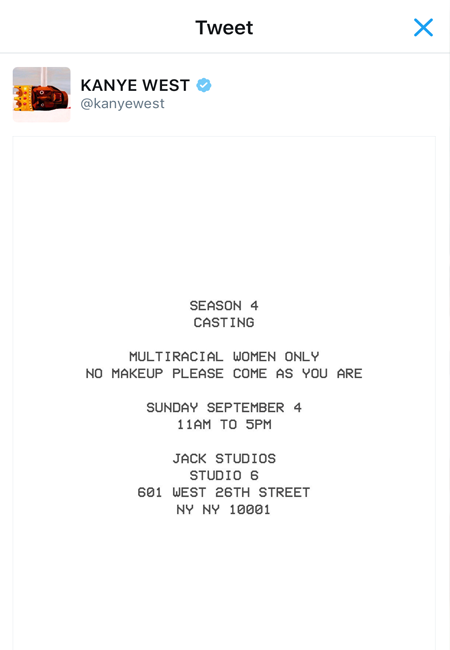 Tweet
KANYE WEST
@kanyewest
SEASON 4
CASTING
MULTIRACIAL WOMEN ONLY
NO MAKEUP PLEASE COME AS YOU ARE
SUNDAY SEPTEMBER 4
11AM TO 5PM
JACK STUDIOS
STUDIO 6
601 WEST 26TH STREET
NY NY 10001